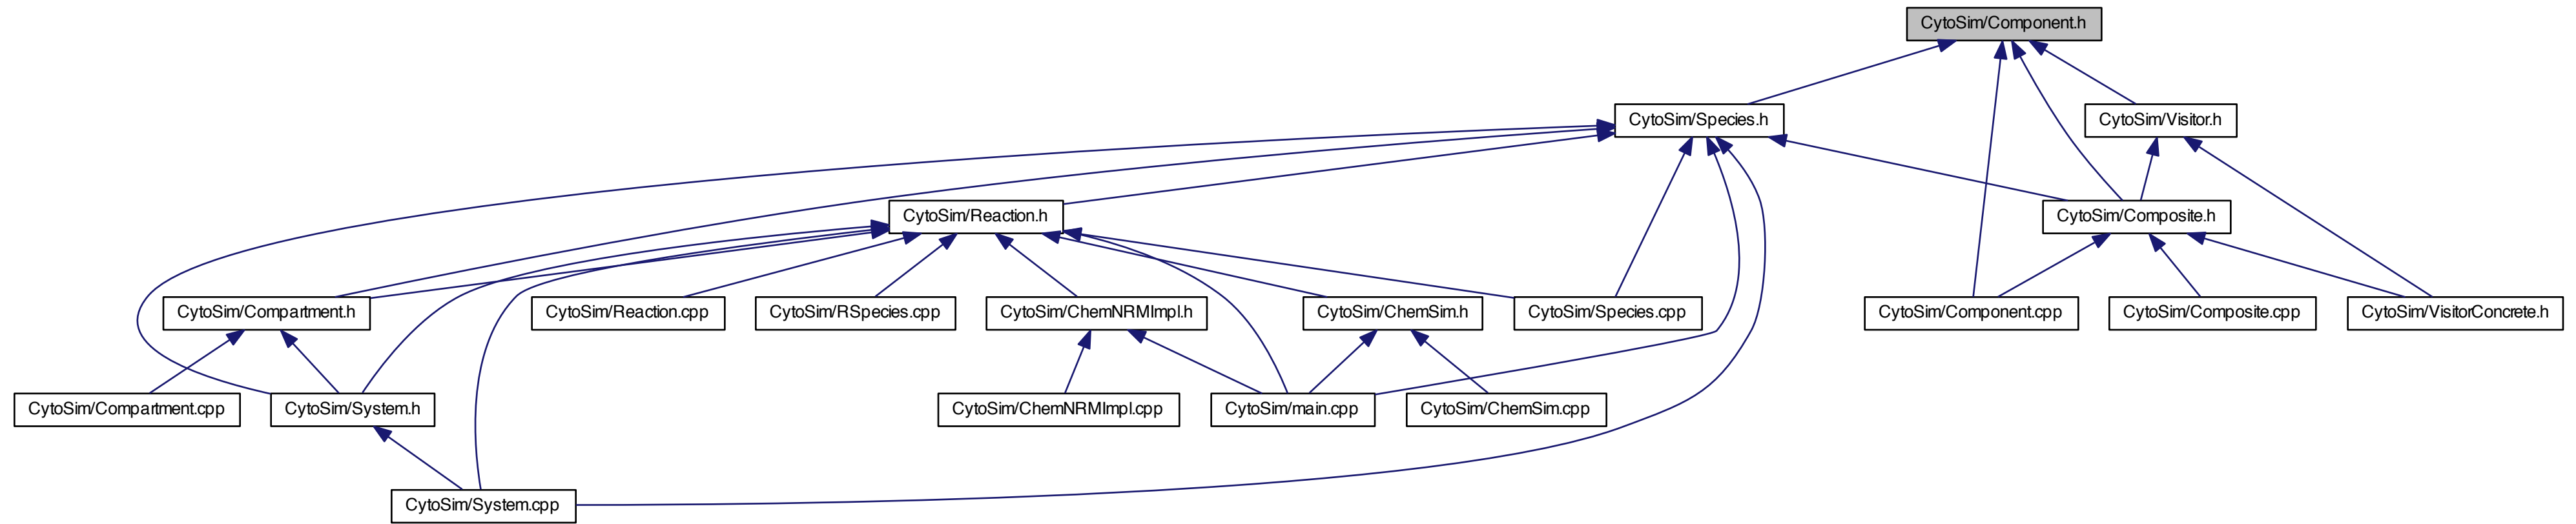 CytoSim/Component.h
CytoSim/Species.h
CytoSim/Visitor.h
CytoSim/Reaction.h
CytoSim/Composite.h
CytoSim/Compartment.h
CytoSim/Reaction.cpp
CytoSim/RSpecies.cpp
CytoSim/ChemNRMImpl.h
CytoSim/ChemSim.h
CytoSim/Species.cpp
CytoSim/Component.cpp
CytoSim/Composite.cpp
CytoSim/VisitorConcrete.h
CytoSim/Compartment.cpp
CytoSim/System.h
CytoSim/ChemNRMImpl.cpp
CytoSim/main.cpp
CytoSim/ChemSim.cpp
CytoSim/System.cpp